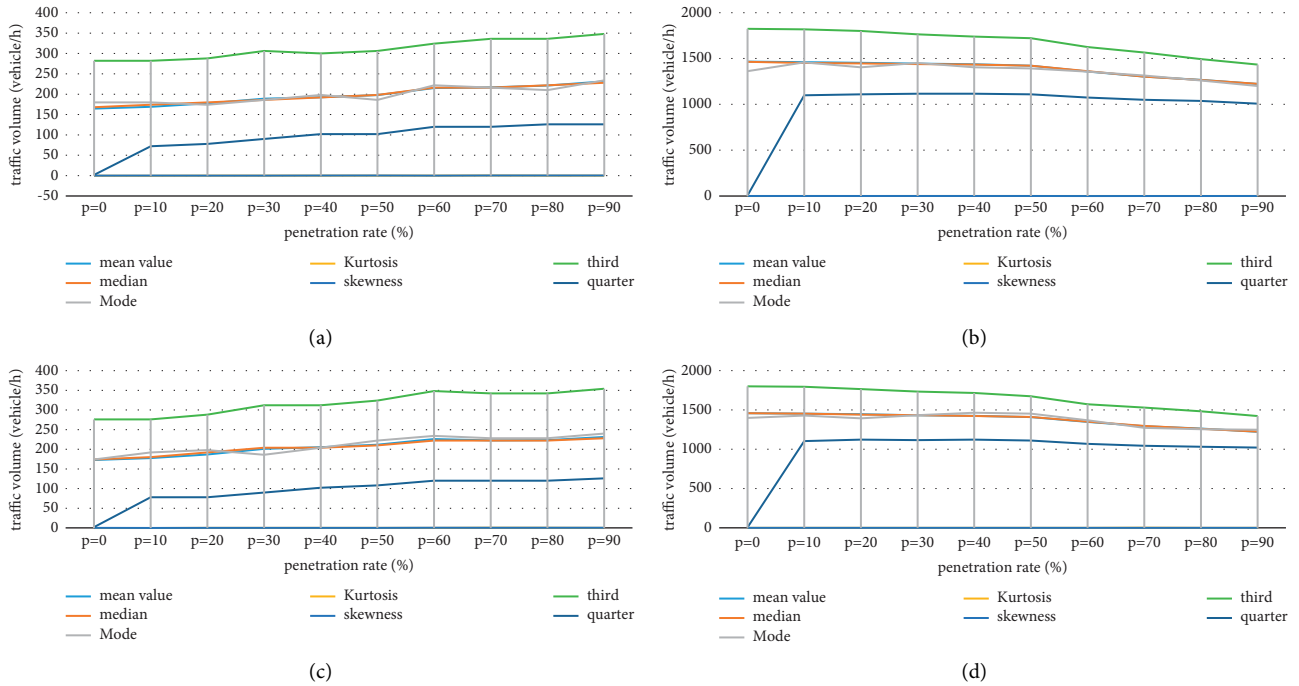 traffic volume (vehicle/h)
400
350
300
250
200
150
100
50
0
-50
p=0 p=10 p=20 p=30 p=40 p=50 p=60 p=70 p=80 p=90
penetration rate (%)
mean value Kurtosis third
median skewness quarter
Mode
(a)
traffic volume (vehicle/h)
2000
1500
1000
500
0
p=0 p=10 p=20 p=30 p=40 p=50 p=60 p=70 p=80 p=90
penetration rate (%)
mean value Kurtosis third
median skewness quarter
Mode
(b)
traffic volume (vehicle/h)
400
350
300
250
200
150
100
50
0
p=0 p=10 p=20 p=30 p=40 p=50 p=60 p=70 p=80 p=90
penetration rate (%)
mean value Kurtosis third
median skewness quarter
Mode
(c)
traffic volume (vehicle/h)
2000
1500
1000
500
0
p=0 p=10 p=20 p=30 p=40 p=50 p=60 p=70 p=80 p=90
penetration rate (%)
mean value Kurtosis third
median skewness quarter
Mode
(d)